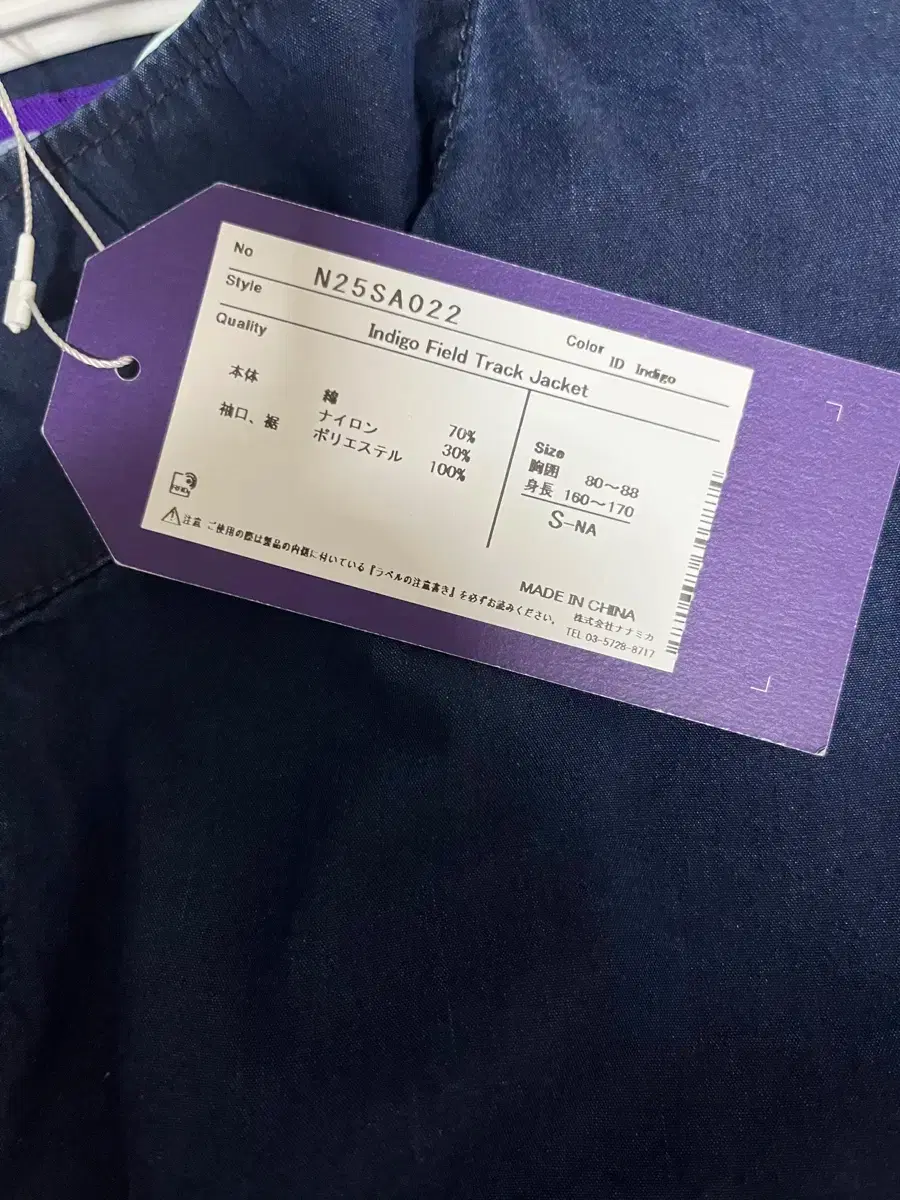 No N25SA022 Color ID Indigo
Style Indigo Field Track Jacket
Quality
本体 綿 70%
ナイロン 30%
袖口、裾 ポリエステル 100%
Size
胸囲 80～88
身長 160～170
S-NA
RFID
注意 ご使用の際は製品の内側に付いている『ラベルの注意書き』を必ずお読みください。
MADE IN CHINA
株式会社ナナミカ
TEL 03-5728-8717